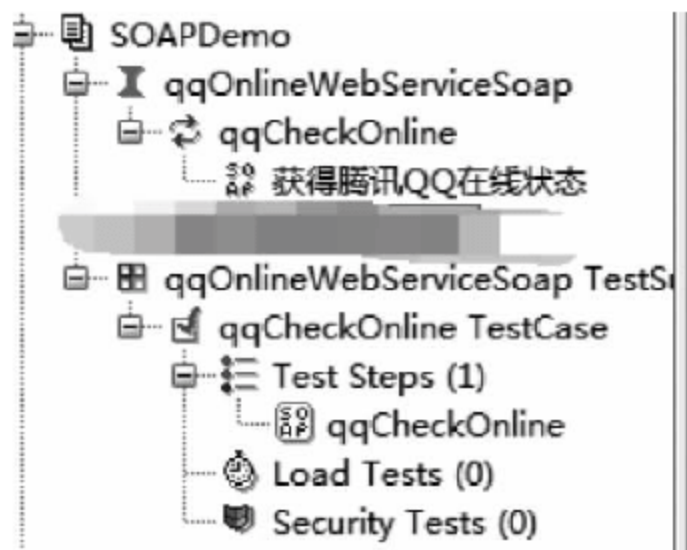 SOAPDemo
qqOnlineWebServiceSoap
qqCheckOnline
获得腾讯QQ在线状态
qqOnlineWebServiceSoap
qqCheckOnline TestCase
Test Steps (1)
qqCheckOnline
Load Tests (0)
Security Tests (0)